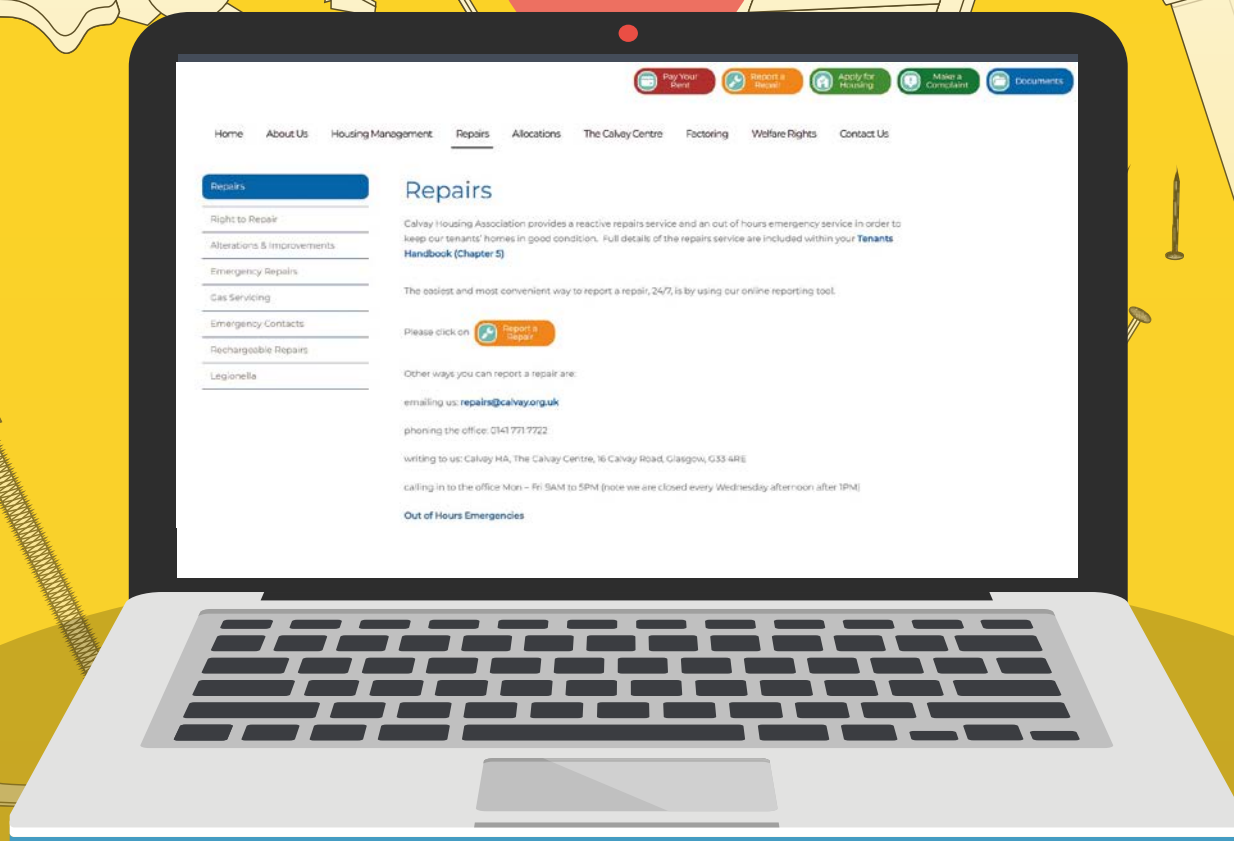 Pay Your
Rent
Report a
Repair
Apply for
Housing
Make a
Complaint
Documents
Home About Us Housing Management Repairs Allocations The Calvay Centre Factoring Welfare Rights Contact Us
Repairs
Right to Repair
Alterations & Improvements
Emergency Repairs
Gas Servicing
Emergency Contacts
Rechargeable Repairs
Legionella
Repairs
Calvay Housing Association provides a reactive repairs service and an out of hours emergency service in order to
keep our tenants' homes in good condition. Full details of the repairs service are included within your Tenants
Handbook (Chapter 5)
The easiest and most convenient way to report a repair, 24/7, is by using our online reporting tool.
Please click on Report a
Repair
Other ways you can report a repair are:
emailing us: repairs@calvay.org.uk
phoning the office: 0141 771 7722
writing to us: Calvay HA, The Calvay Centre, 16 Calvay Road, Glasgow, G33 4RE
calling in to the office Mon – Fri 9AM to 5PM (note we are closed every Wednesday afternoon after 1PM)
Out of Hours Emergencies